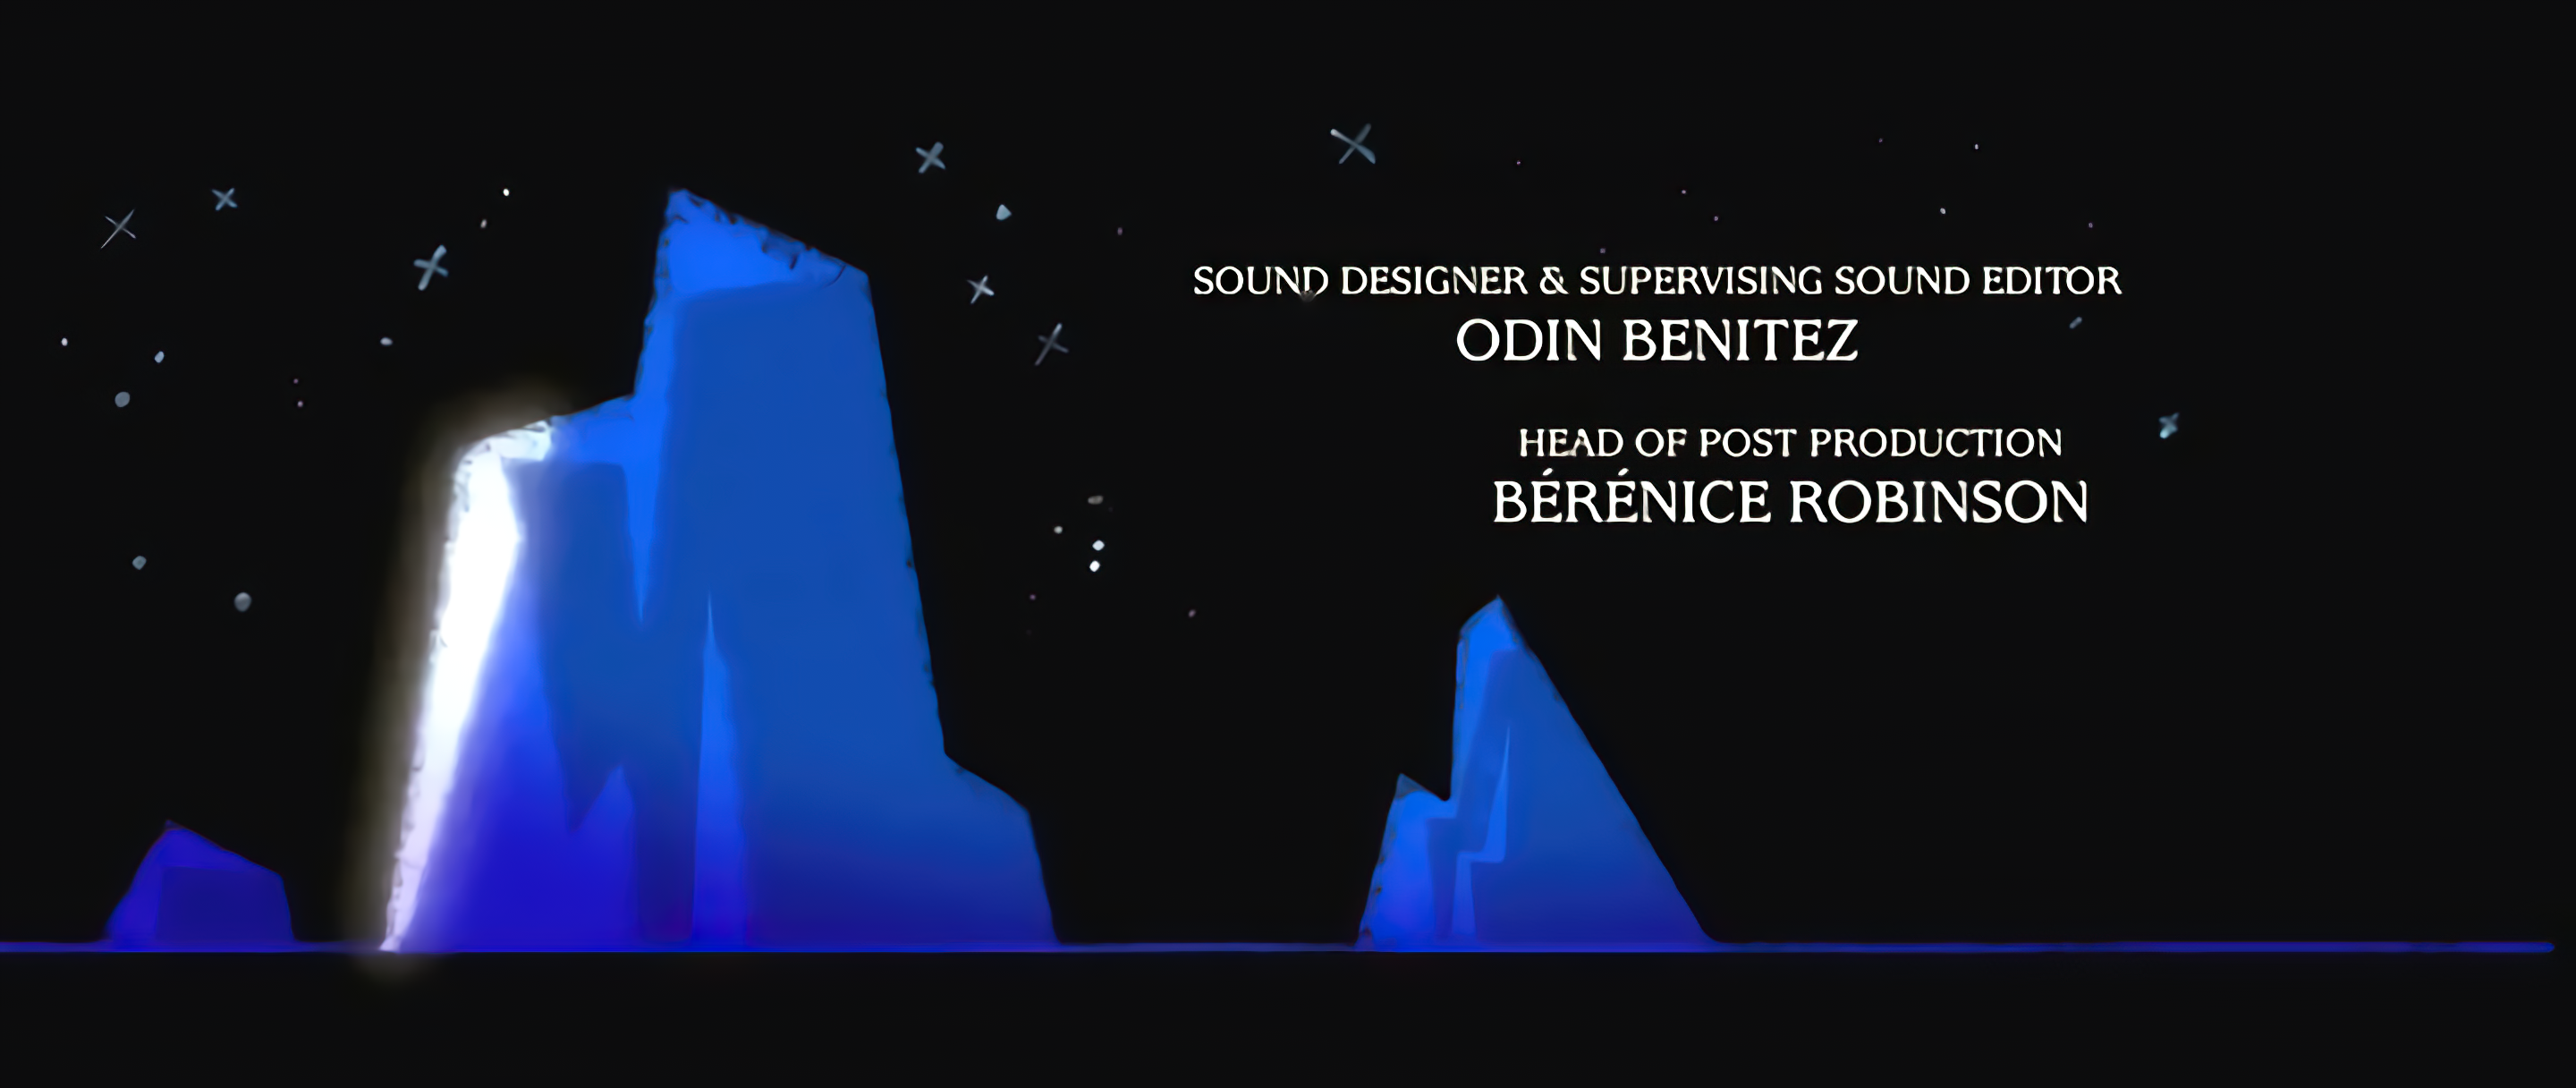 SOUND DESIGNER & SUPERVISING SOUND EDITOR
ODIN BENITEZ
HEAD OF POST PRODUCTION
BÉRÉNICE ROBINSON